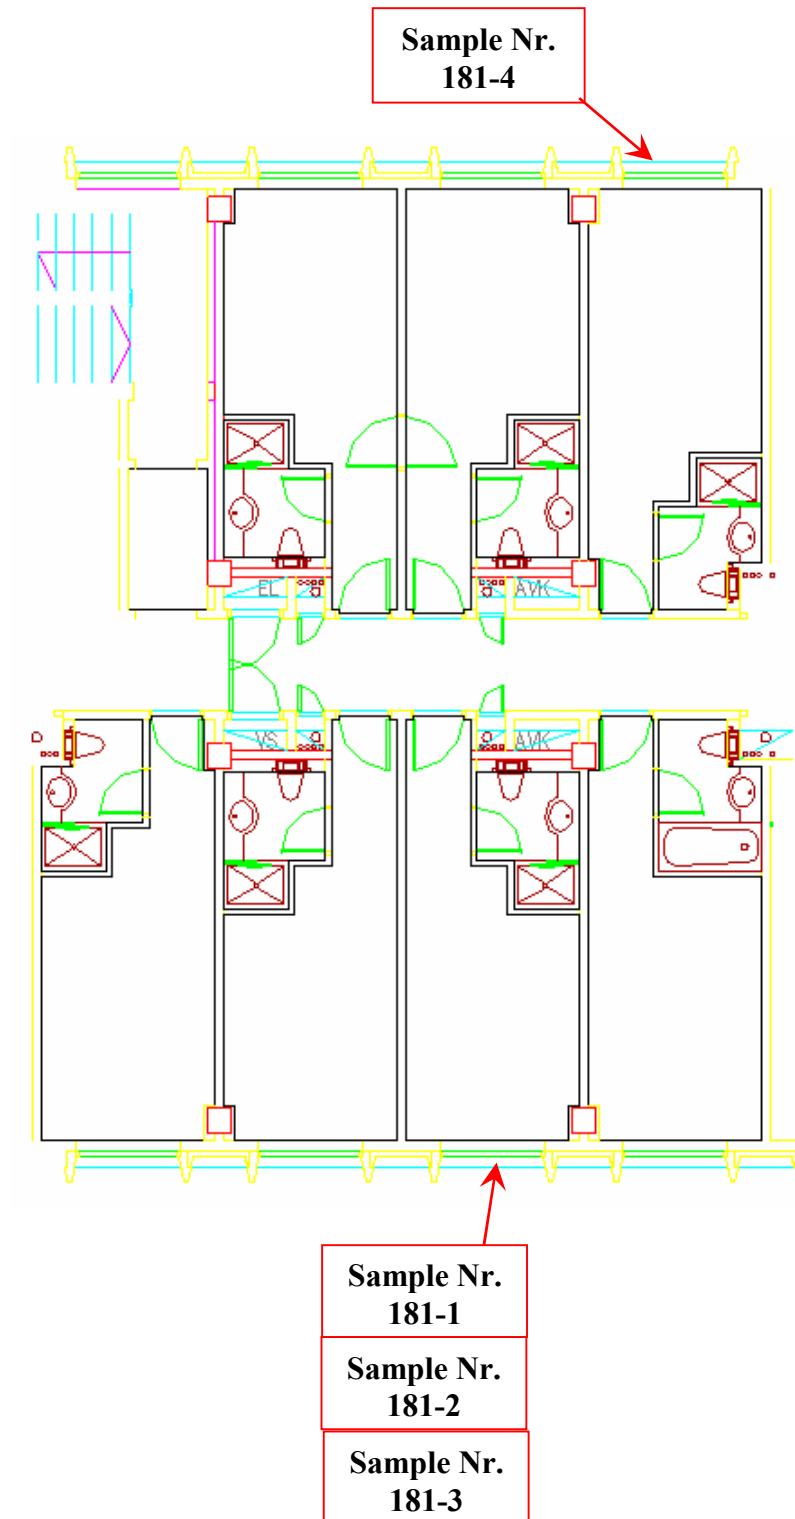 Sample Nr.
181-4
EL
AVK
VS
AVK
D
D
Sample Nr.
181-1
Sample Nr.
181-2
Sample Nr.
181-3